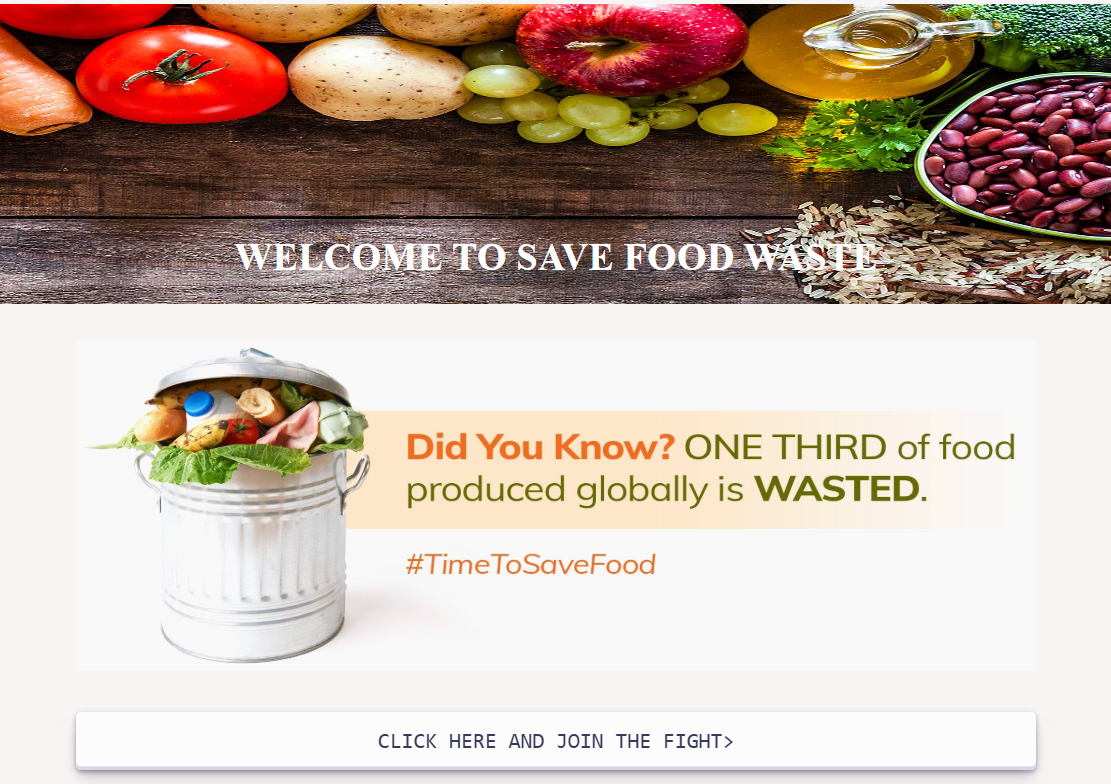 WELCOME TO SAVE FOOD WASTE
Did You Know? ONE THIRD of food
produced globally is WASTED.
#TimeToSaveFood
CLICK HERE AND JOIN THE FIGHT>